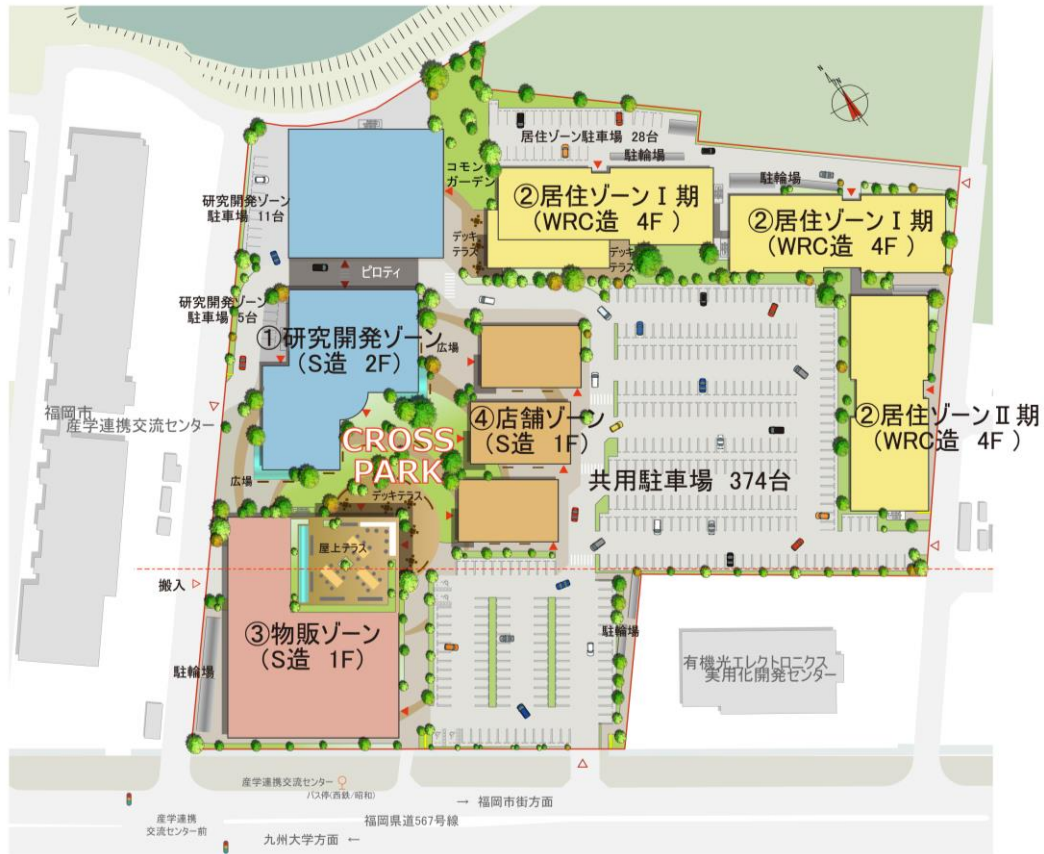 N
居住ゾーン駐車場 28台
駐輪場
駐輪場
コモン
ガーデン
②居住ゾーンⅠ期
(WRC造 4F )
②居住ゾーンⅠ期
(WRC造 4F )
研究開発ゾーン
駐車場 11台
デッキ
テラス
デッキ
テラス
ピロティ
研究開発ゾーン
駐車場 5台
①研究開発ゾーン
(S造 2F)
広場
福岡市
産学連携交流センター
④店舗ゾーン
(S造 1F)
②居住ゾーンⅡ期
(WRC造 4F )
CROSS
PARK
広場
共用駐車場 374台
デッキテラス
屋上テラス
搬入
③物販ゾーン
(S造 1F)
駐輪場
駐輪場
有機光エレクトロニクス
実用化開発センター
産学連携交流センター
バス停(西鉄/昭和)
→ 福岡市街方面
産学連携
交流センター前
福岡県道567号線
九州大学方面 ←